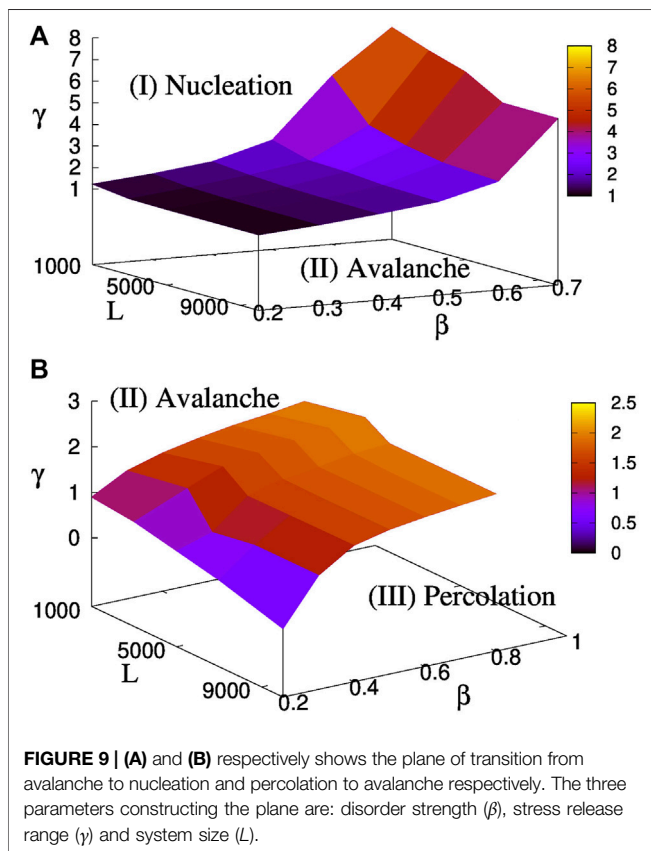 A
8
7
6
5
4
3
2
1
γ
(I) Nucleation
(II) Avalanche
1000
5000
9000
L
0.2
0.3
0.4
0.5
0.6
0.7
β
8
7
6
5
4
3
2
1
B
3
2
1
0
γ
(II) Avalanche
(III) Percolation
1000
5000
9000
L
0.2
0.4
0.6
0.8
1
β
2.5
2
1.5
1
0.5
0
FIGURE 9 | (A) and (B) respectively shows the plane of transition from
avalanche to nucleation and percolation to avalanche respectively. The three
parameters constructing the plane are: disorder strength (β), stress release
range (γ) and system size (L).